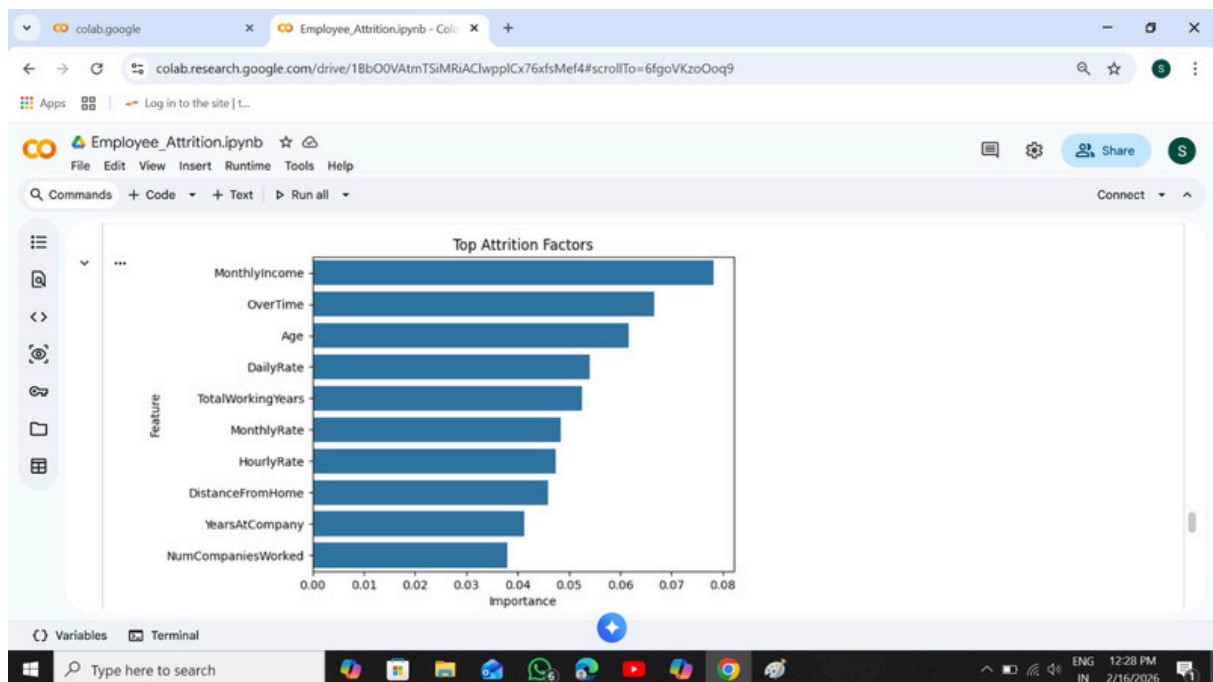 colab.google
Employee_Attrition.ipynb - Cola
colab.research.google.com/drive/1BbO0VAtmTSiMRiAClwpplCx76xfsMef4#scrollTo=6fgoVKzoOoq9
S
Apps
Log in to the site | t...
CO
Employee_Attrition.ipynb
File Edit View Insert Runtime Tools Help
Share
S
Commands + Code + Text Run all
Connect
Top Attrition Factors
MonthlyIncome
OverTime
Age
DailyRate
TotalWorkingYears
MonthlyRate
HourlyRate
DistanceFromHome
YearsAtCompany
NumCompaniesWorked
Feature
0.00 0.01 0.02 0.03 0.04 0.05 0.06 0.07 0.08
Importance
Variables Terminal
Type here to search
6
ENG 12:28 PM
IN 2/16/2026
1